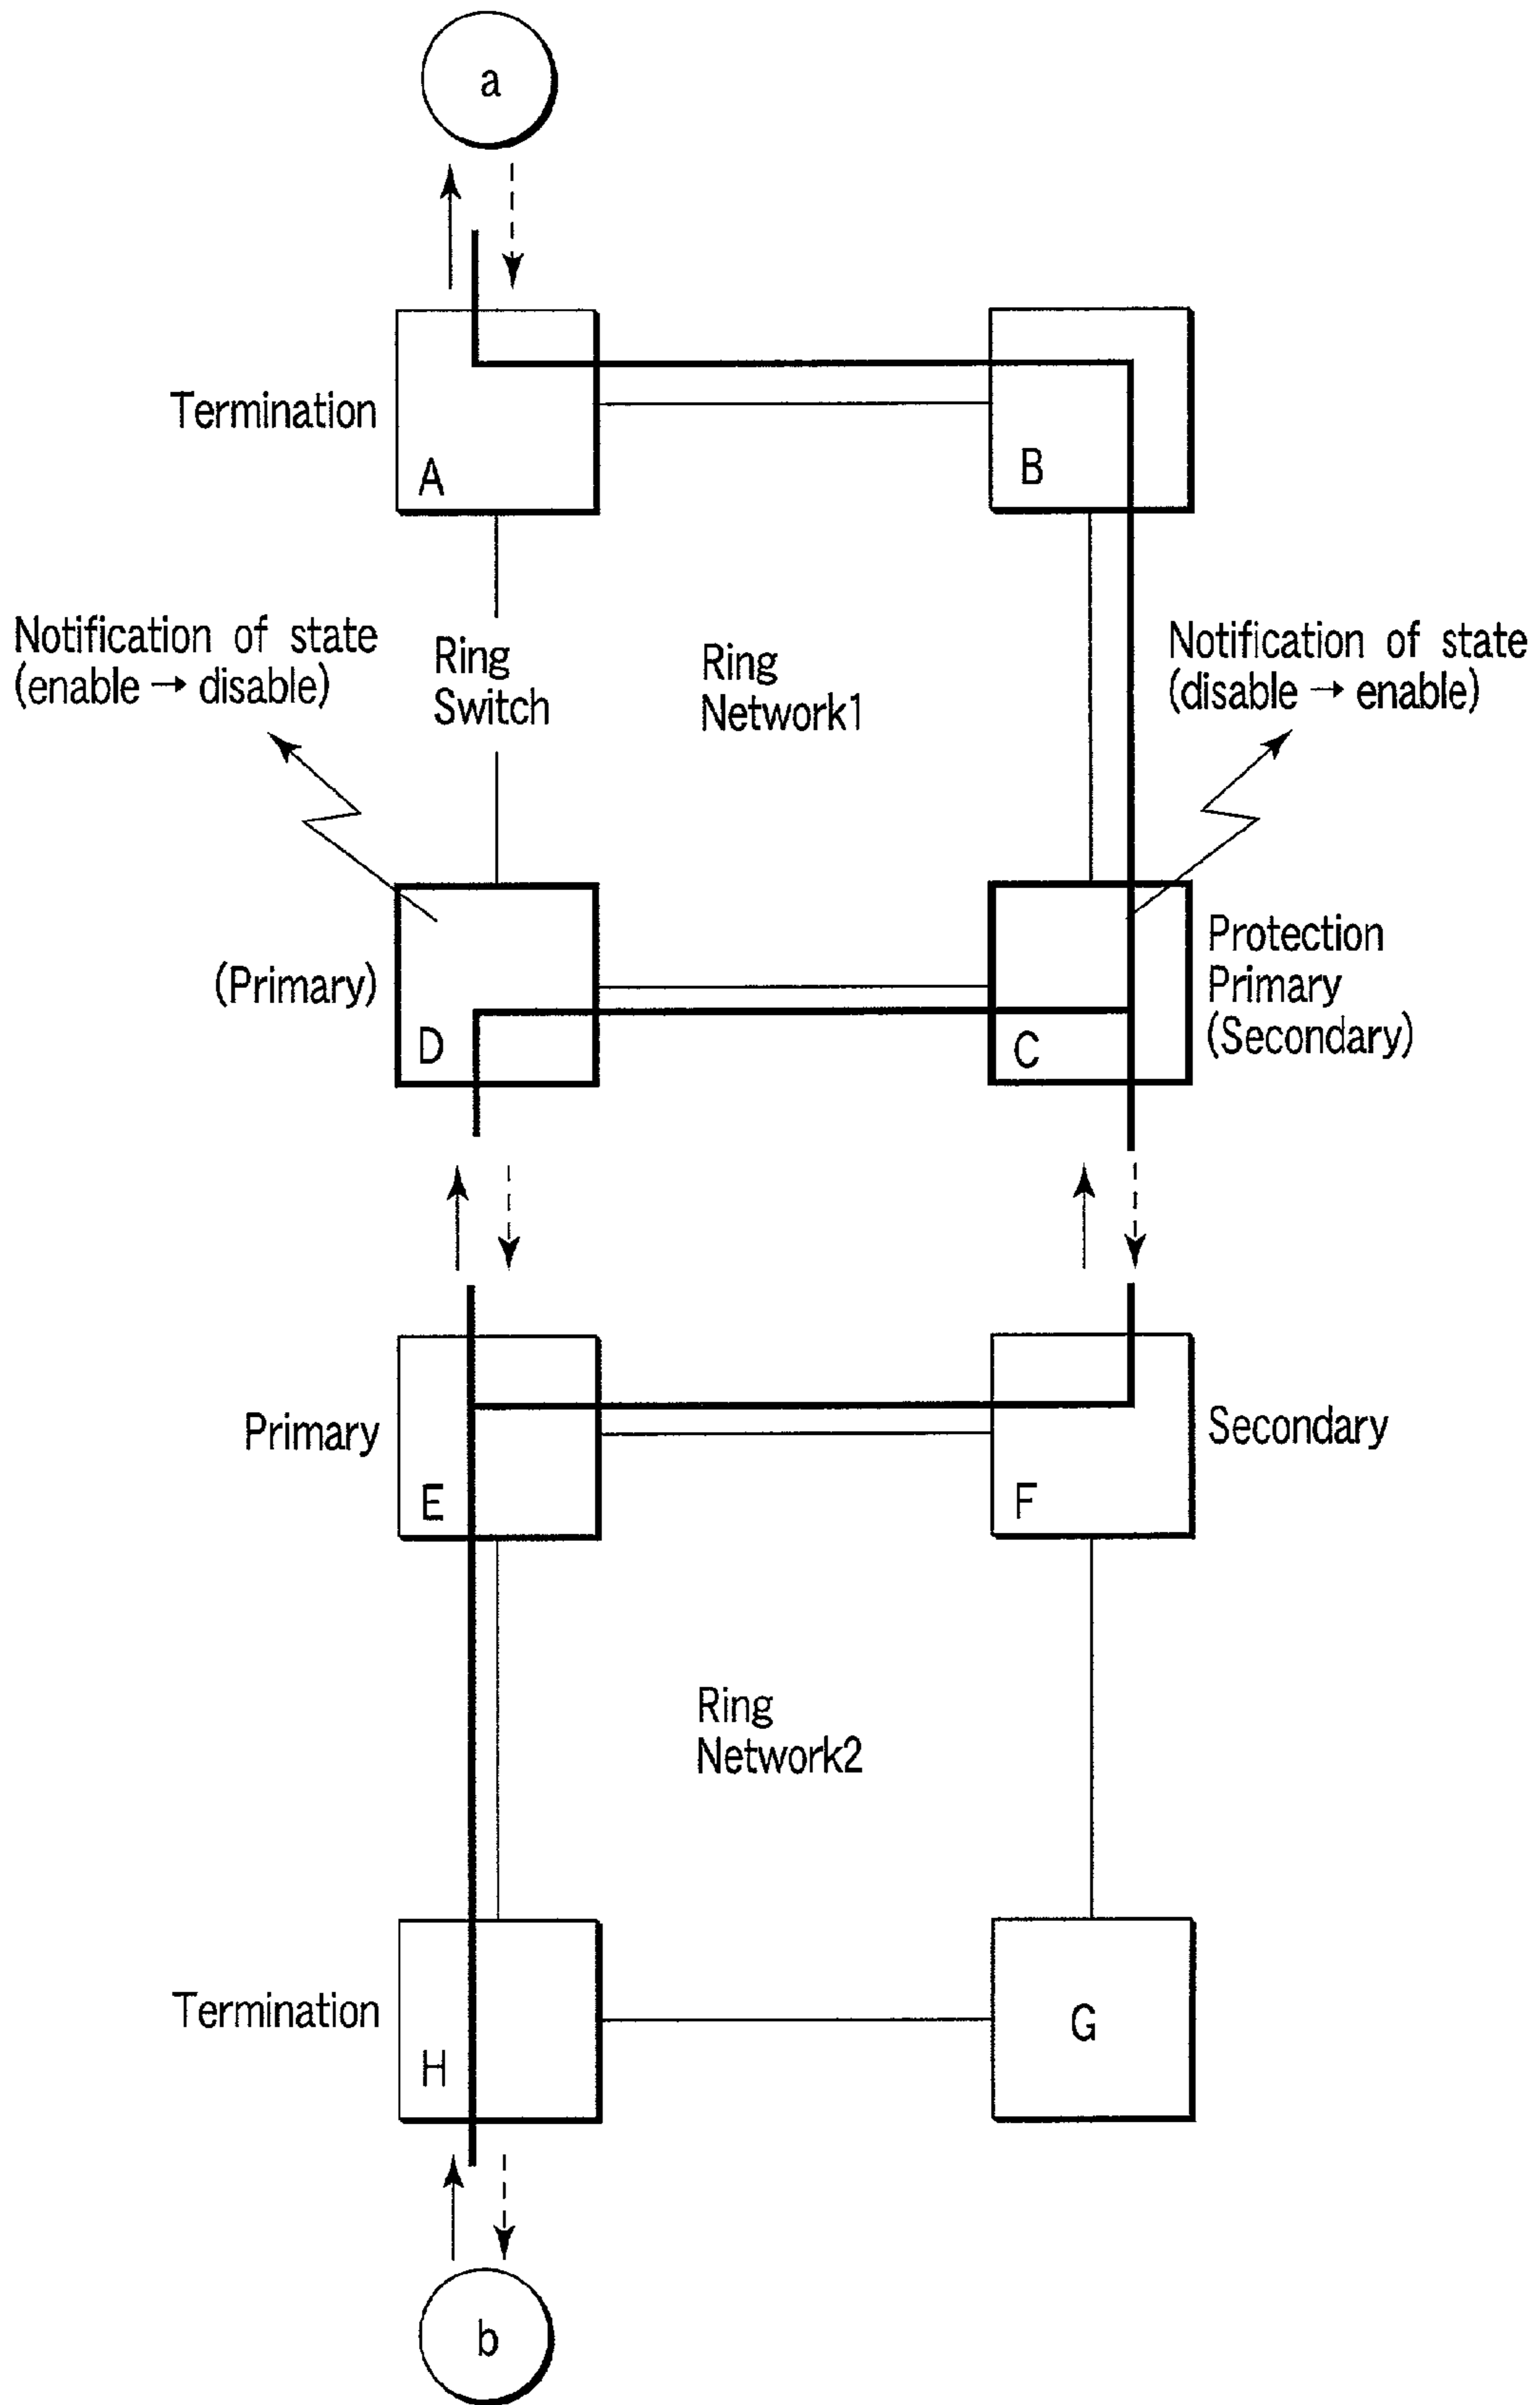 a
Termination
A
B
Notification of state
(enable → disable)
Ring
Switch
Ring
Network1
Notification of state
(disable → enable)
(Primary)
D
C
Protection
Primary
(Secondary)
Primary
E
F
Secondary
Ring
Network2
Termination
H
G
b